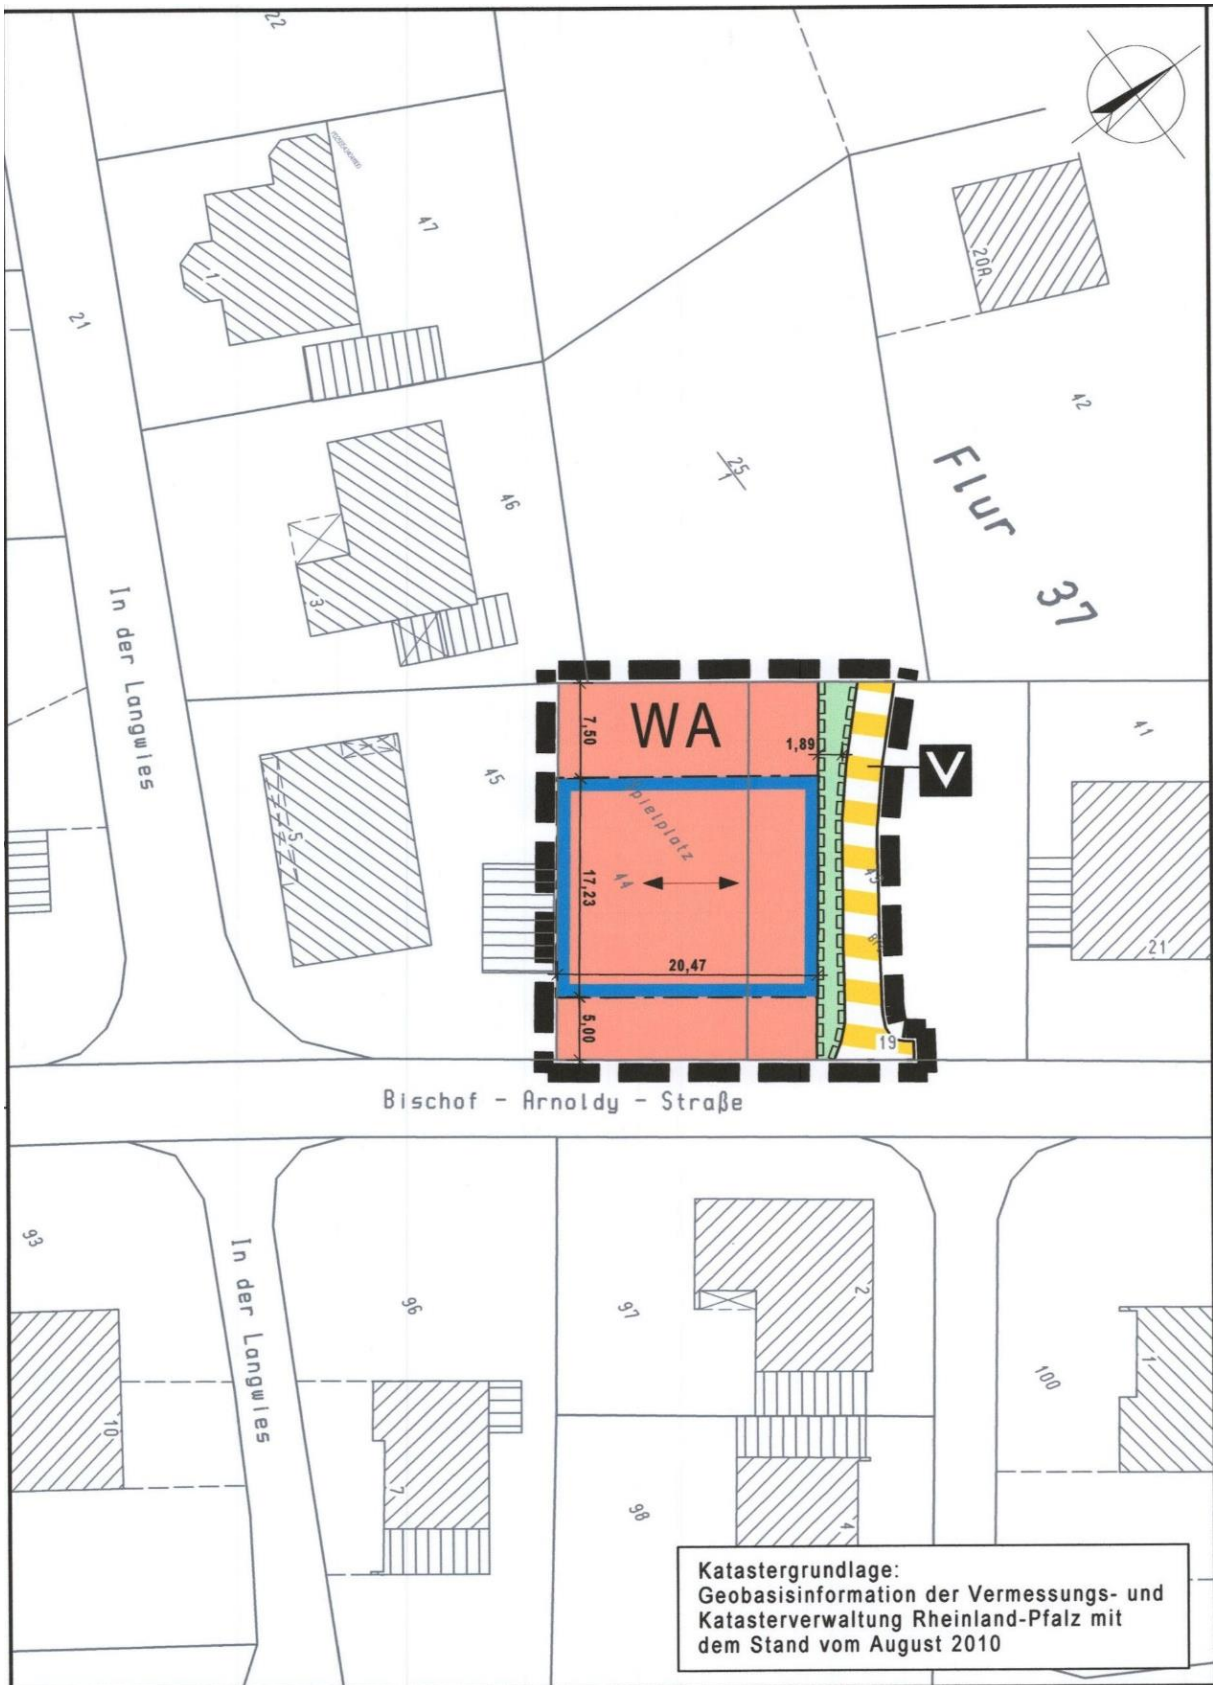 22
47
1
20A
21
42
25
1
Flur 37
46
3
In der Langwies
WA
7,50
1,89
V
41
45
5
pielplatz
44
17,23
20,47
21
5,00
19
Bischof - Arnoldy - Straße
93
In der Langwies
96
97
2
100
1
10
7
98
4
Katastergrundlage:
Geobasisinformation der Vermessungs- und
Katasterverwaltung Rheinland-Pfalz mit
dem Stand vom August 2010